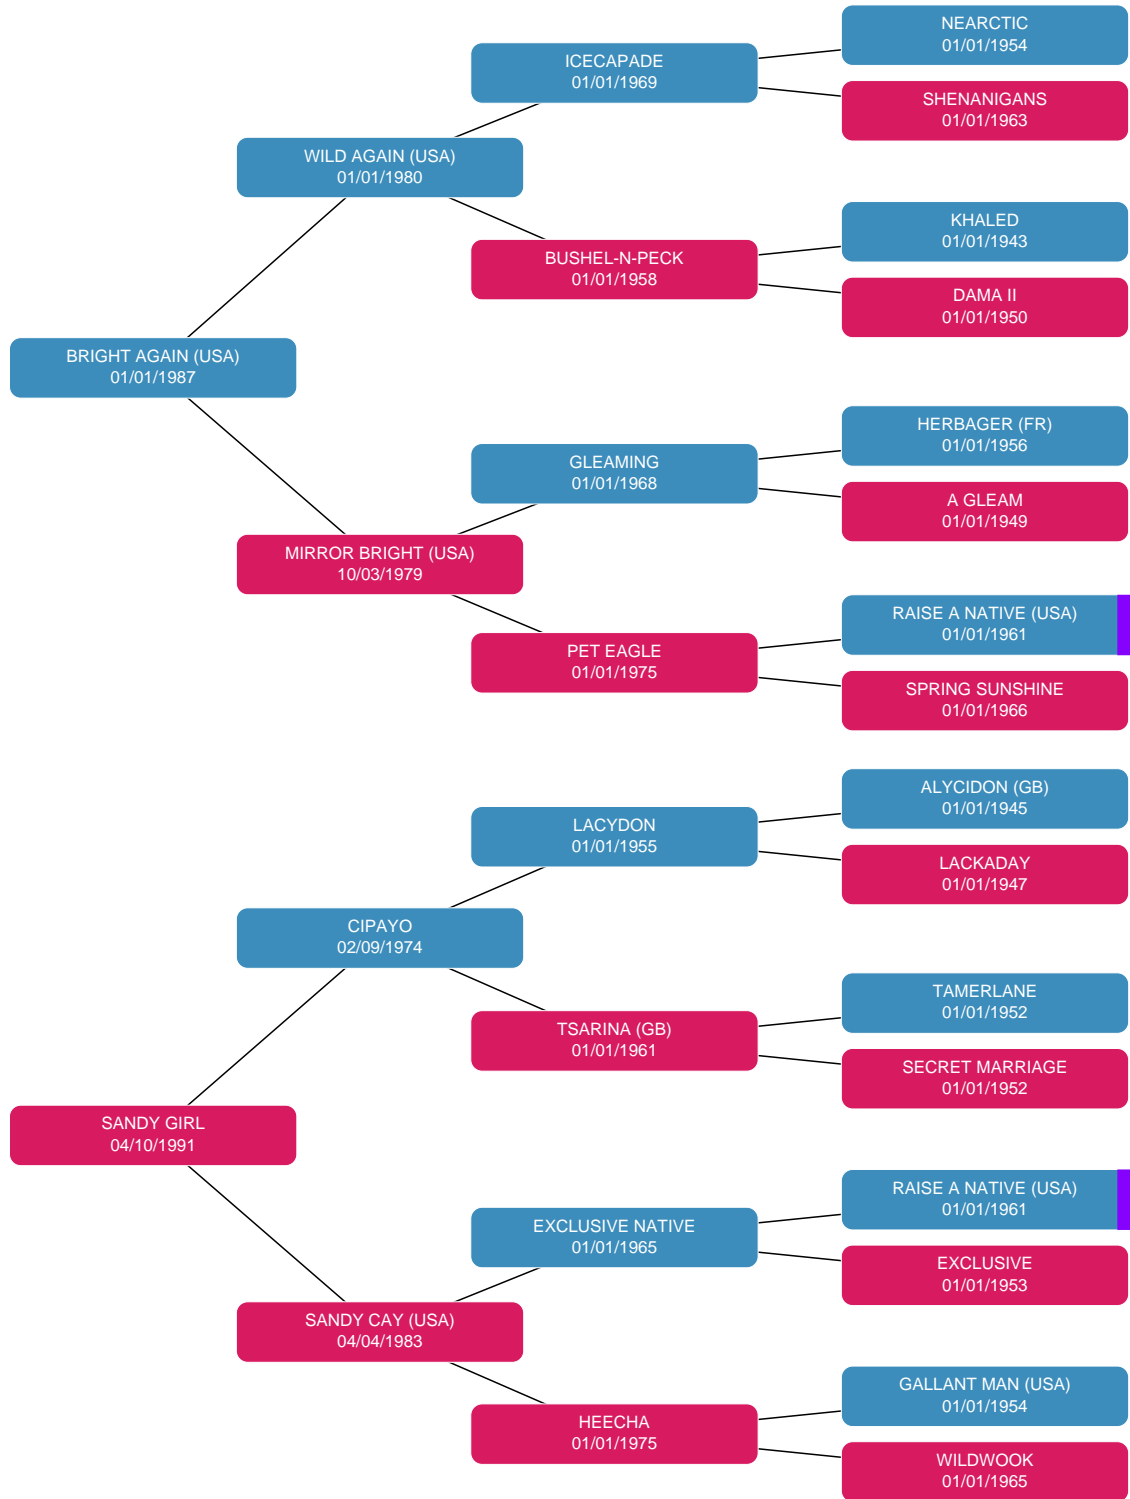 NEARCTIC
01/01/1954
ICECAPADE
01/01/1969
SHENANIGANS
01/01/1963
WILD AGAIN (USA)
01/01/1980
KHALED
01/01/1943
BUSHEL-N-PECK
01/01/1958
DAMA II
01/01/1950
BRIGHT AGAIN (USA)
01/01/1987
HERBAGER (FR)
01/01/1956
GLEAMING
01/01/1968
A GLEAM
01/01/1949
MIRROR BRIGHT (USA)
10/03/1979
RAISE A NATIVE (USA)
01/01/1961
PET EAGLE
01/01/1975
SPRING SUNSHINE
01/01/1966
ALYCIDON (GB)
01/01/1945
LACYDON
01/01/1955
LACKADAY
01/01/1947
CIPAYO
02/09/1974
TAMERLANE
01/01/1952
TSARINA (GB)
01/01/1961
SECRET MARRIAGE
01/01/1952
SANDY GIRL
04/10/1991
RAISE A NATIVE (USA)
01/01/1961
EXCLUSIVE NATIVE
01/01/1965
EXCLUSIVE
01/01/1953
SANDY CAY (USA)
04/04/1983
GALLANT MAN (USA)
01/01/1954
HEECHA
01/01/1975
WILDWOOK
01/01/1965